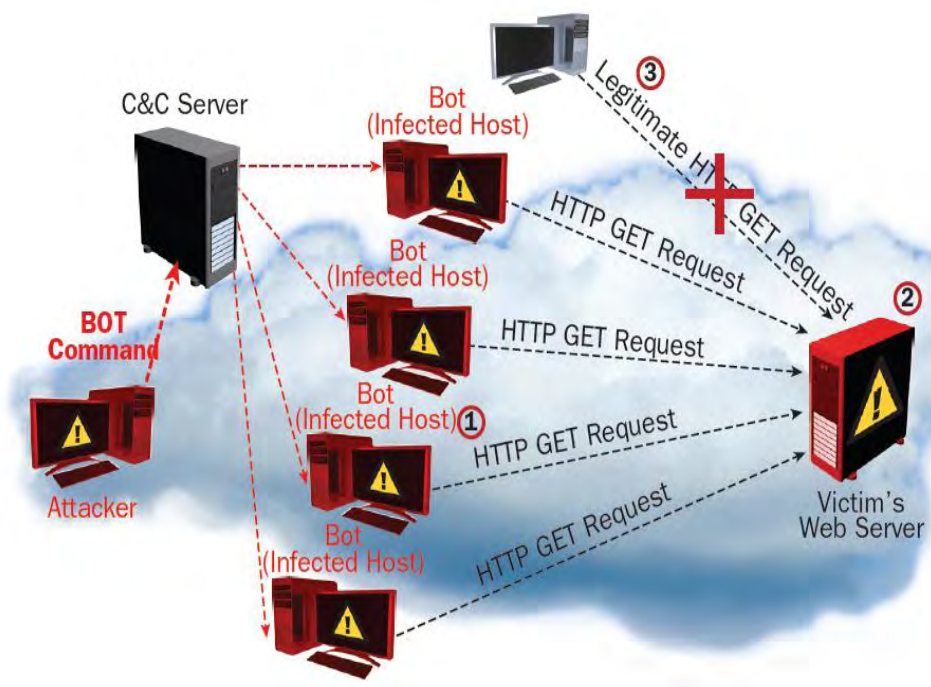 ③
C&C Server
Bot
(Infected Host)
Legitimate HTTP GET Request
HTTP GET Request
Bot
(Infected Host)
②
BOT
Command
HTTP GET Request
Bot
(Infected Host)
①
HTTP GET Request
Attacker
Victim's
Web Server
Bot
(Infected Host)
HTTP GET Request